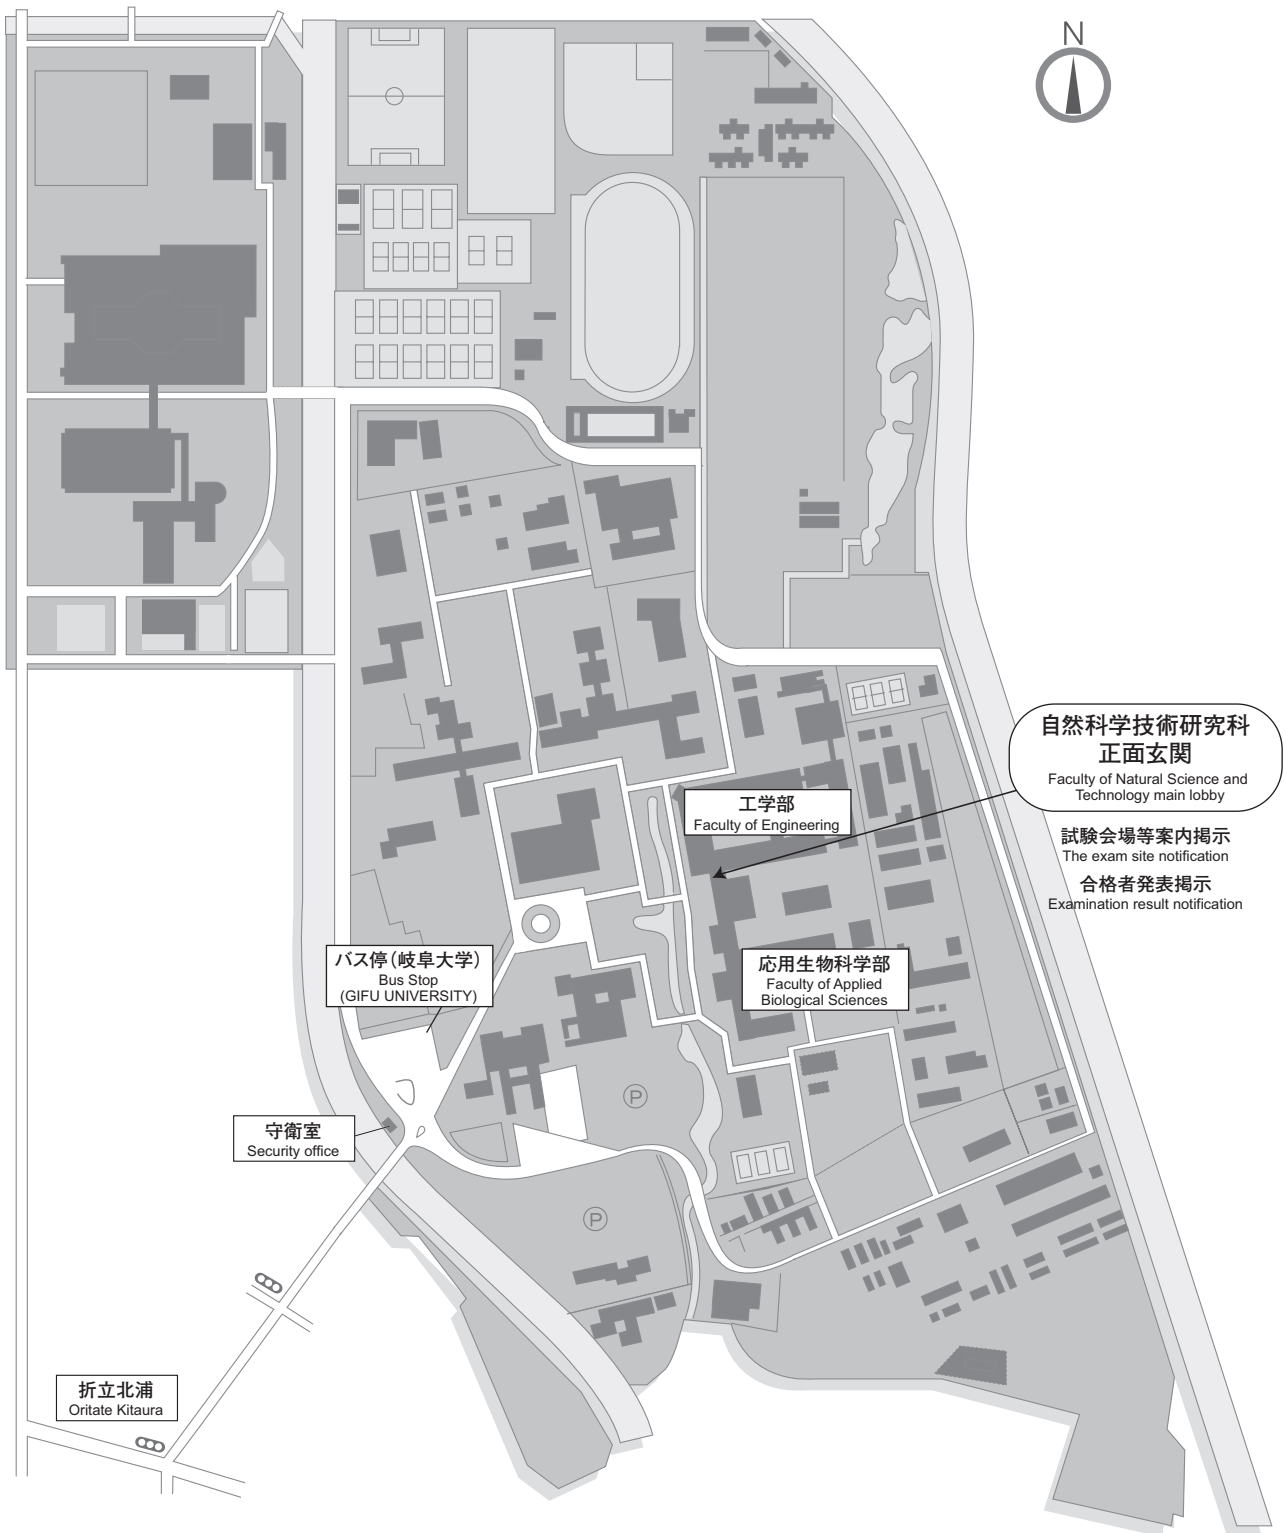 N
自然科学技術研究科
正面玄関
Faculty of Natural Science and
Technology main lobby
工学部
Faculty of Engineering
試験会場等案内掲示
The exam site notification
合格者発表掲示
Examination result notification
バス停（岐阜大学）
Bus Stop
(GIFU UNIVERSITY)
応用生物科学部
Faculty of Applied
Biological Sciences
P
守衛室
Security office
P
折立北浦
Oritate Kitaura